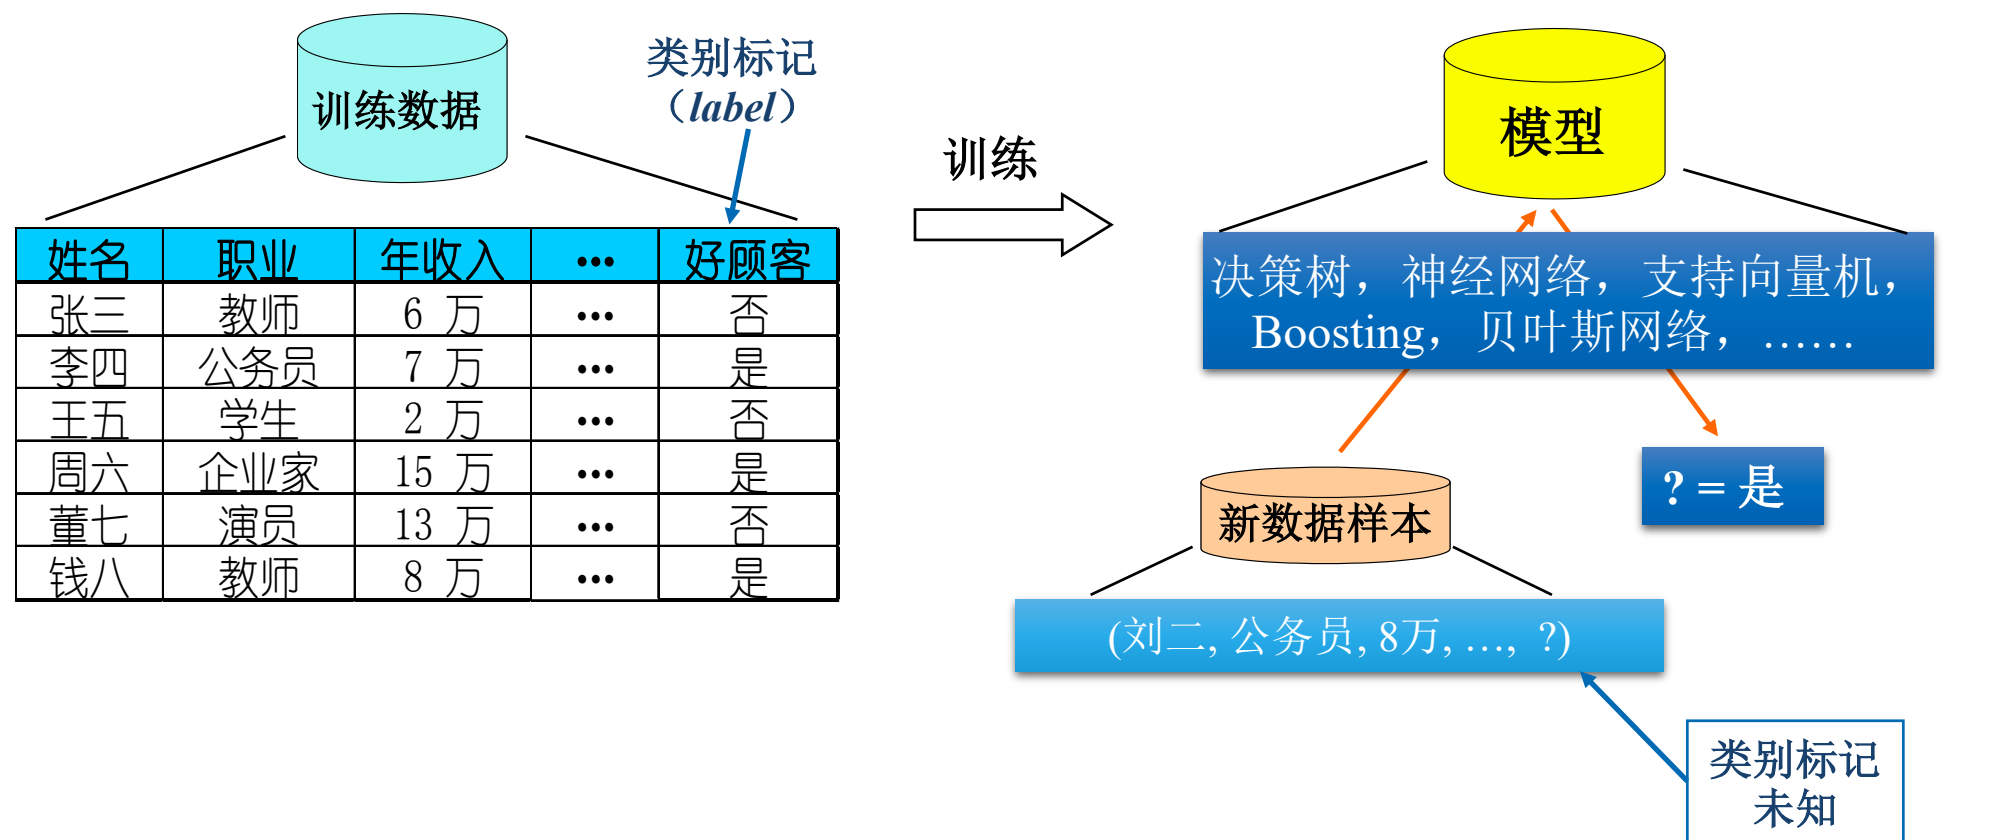 训练数据
类别标记
（label）
姓名 职业 年收入 ••• 好顾客
张三 教师 6 万 ••• 否
李四 公务员 7 万 ••• 是
王五 学生 2 万 ••• 否
周六 企业家 15 万 ••• 是
董七 演员 13 万 ••• 否
钱八 教师 8 万 ••• 是
训练
模型
决策树，神经网络，支持向量机，
Boosting，贝叶斯网络，……
? = 是
新数据样本
(刘二, 公务员, 8万, …, ?)
类别标记
未知